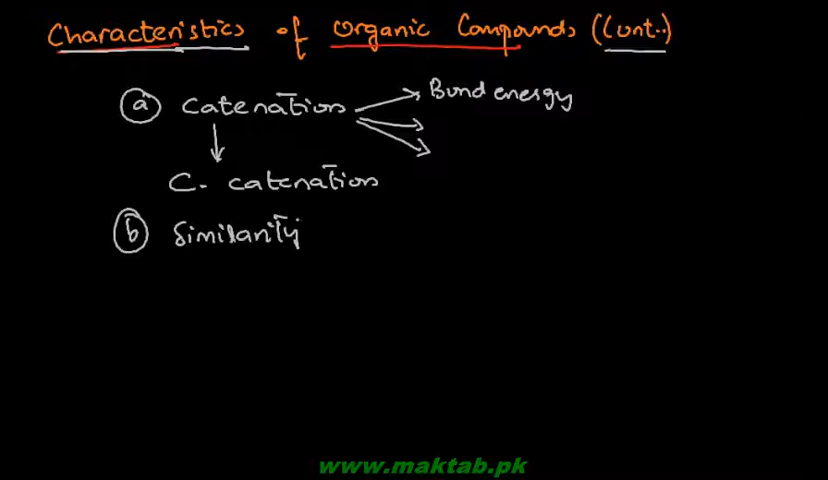 Characteristics of Organic Compounds (Cont..)
(a) Catenation → Bond energy
C. catenation
(b) Similarity
www.maktab.pk